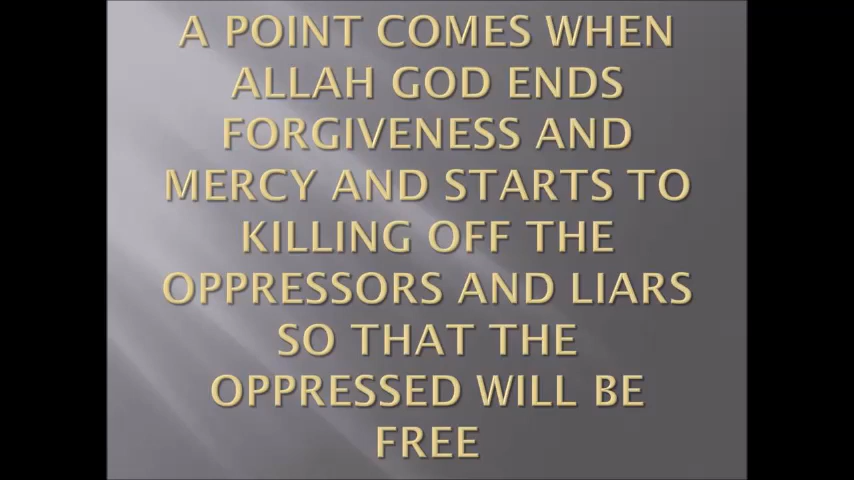 A POINT COMES WHEN
ALLAH GOD ENDS
FORGIVENESS AND
MERCY AND STARTS TO
KILLING OFF THE
OPPRESSORS AND LIARS
SO THAT THE
OPPRESSED WILL BE
FREE